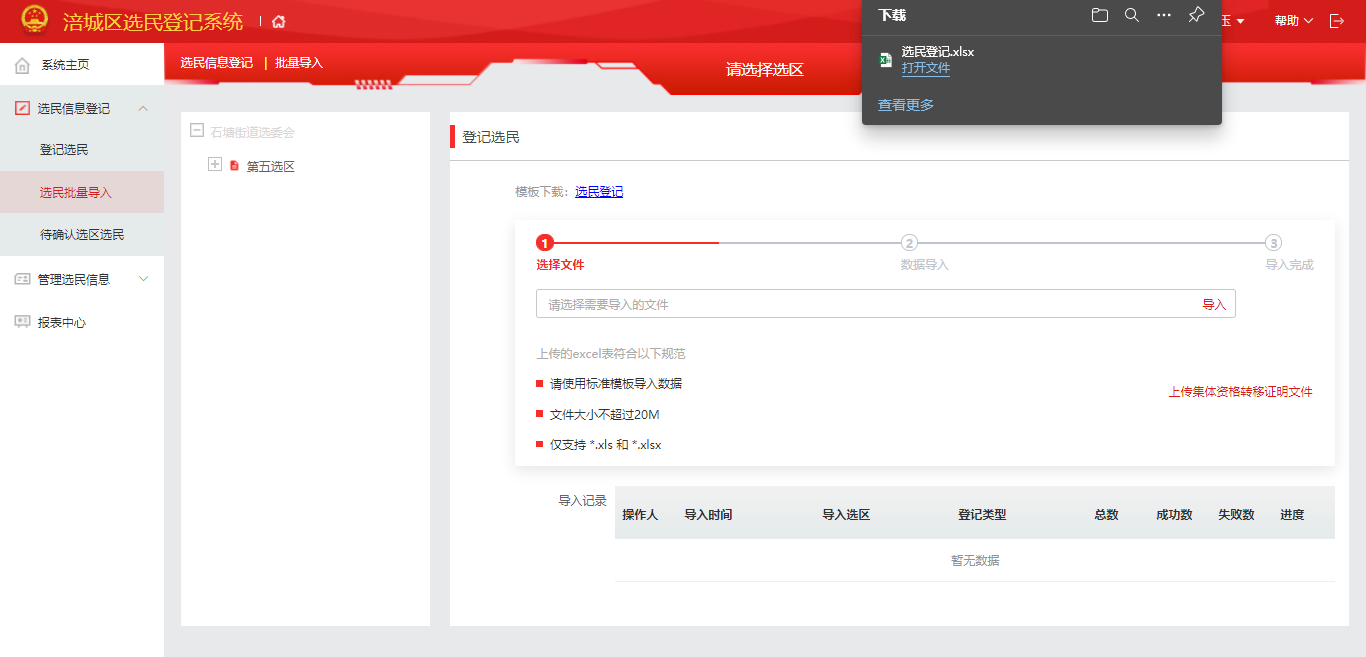 涪城区选民登记系统
玉
帮助
下载
选民登记.xlsx
打开文件
查看更多
系统主页
选民信息登记
登记选民
选民批量导入
待确认选区选民
管理选民信息
报表中心
选民信息登记 | 批量导入
请选择选区
石塘街道选委会
第五选区
登记选民
模板下载: 选民登记
1 2 3
选择文件 数据导入 导入完成
请选择需要导入的文件 导入
上传的excel表符合以下规范
请使用标准模板导入数据
上传集体资格转移证明文件
文件大小不超过20M
仅支持 *.xls 和 *.xlsx
导入记录
操作人 导入时间 导入选区 登记类型 总数 成功数 失败数 进度
暂无数据